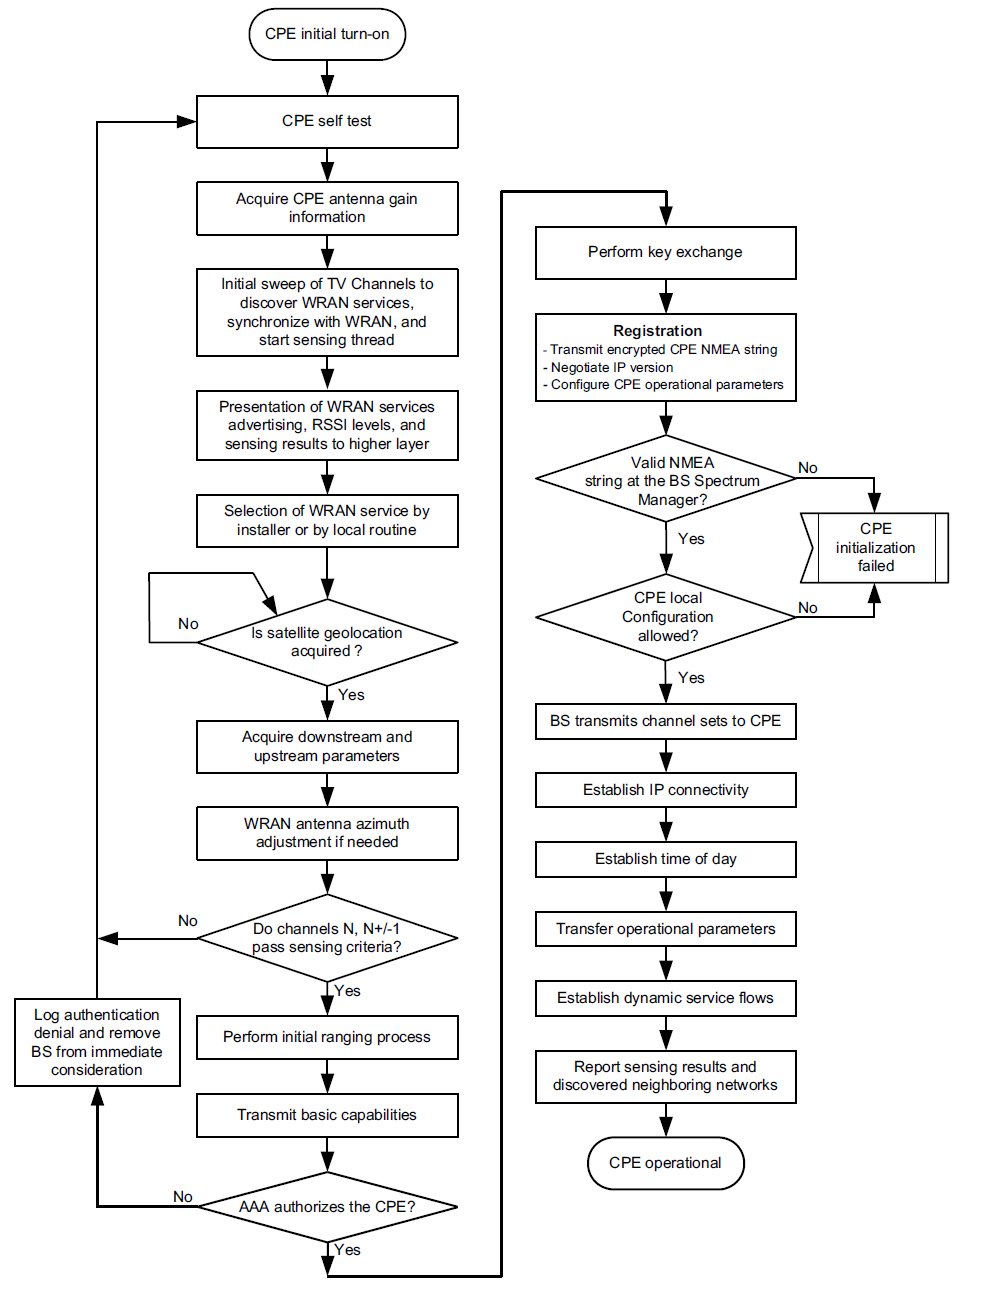 CPE initial turn-on
CPE self test
Acquire CPE antenna gain
information
Initial sweep of TV Channels to
discover WRAN services,
synchronize with WRAN, and
start sensing thread
Presentation of WRAN services
advertising, RSSI levels, and
sensing results to higher layer
Selection of WRAN service by
installer or by local routine
Is satellite geolocation
acquired ?
No
Yes
Acquire downstream and
upstream parameters
WRAN antenna azimuth
adjustment if needed
Do channels N, N+/-1
pass sensing criteria?
No
Yes
Log authentication
denial and remove
BS from immediate
consideration
Perform initial ranging process
Transmit basic capabilities
AAA authorizes the CPE?
No
Yes
Perform key exchange
Registration
- Transmit encrypted CPE NMEA string
- Negotiate IP version
- Configure CPE operational parameters
Valid NMEA
string at the BS Spectrum
Manager?
No
Yes
CPE
initialization
failed
CPE local
Configuration
allowed?
No
Yes
BS transmits channel sets to CPE
Establish IP connectivity
Establish time of day
Transfer operational parameters
Establish dynamic service flows
Report sensing results and
discovered neighboring networks
CPE operational